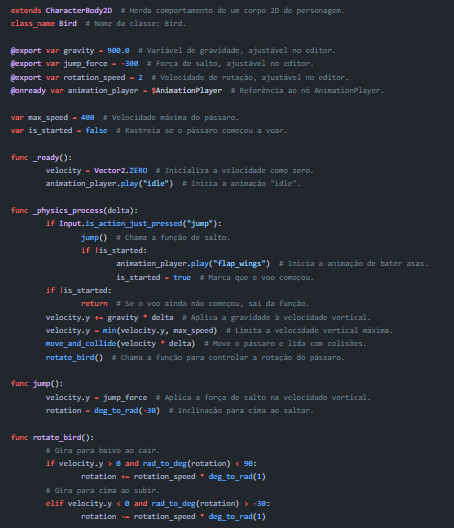 extends CharacterBody2D  # Herda comportamento de um corpo 2D de personagem.
class_name Bird  # Nome da classe: Bird.
@export var gravity = 900.0  # Variável de gravidade, ajustável no editor.
@export var jump_force = -300  # Força de salto, ajustável no editor.
@export var rotation_speed = 2  # Velocidade de rotação, ajustável no editor.
@onready var animation_player = $AnimationPlayer  # Referência ao nó AnimationPlayer.
var max_speed = 400  # Velocidade máxima do pássaro.
var is_started = false  # Rastreia se o pássaro começou a voar.
func _ready():
velocity = Vector2.ZERO  # Inicializa a velocidade como zero.
animation_player.play("idle")  # Inicia a animação "idle".
func _physics_process(delta):
if Input.is_action_just_pressed("jump"):
jump()  # Chama a função de salto.
if !is_started:
animation_player.play("flap_wings")  # Inicia a animação de bater asas.
is_started = true  # Marca que o voo começou.
if !is_started:
return  # Se o voo ainda não começou, sai da função.
velocity.y += gravity * delta  # Aplica a gravidade à velocidade vertical.
velocity.y = min(velocity.y, max_speed)  # Limita a velocidade vertical máxima.
move_and_collide(velocity * delta)  # Move o pássaro e lida com colisões.
rotate_bird()  # Chama a função para controlar a rotação do pássaro.
func jump():
velocity.y = jump_force  # Aplica a força de salto na velocidade vertical.
rotation = deg_to_rad(-30)  # Inclinação para cima ao saltar.
func rotate_bird():
# Gira para baixo ao cair.
if velocity.y > 0 and rad_to_deg(rotation) < 90:
rotation += rotation_speed * deg_to_rad(1)
# Gira para cima ao subir.
elif velocity.y < 0 and rad_to_deg(rotation) > -30:
rotation -= rotation_speed * deg_to_rad(1)